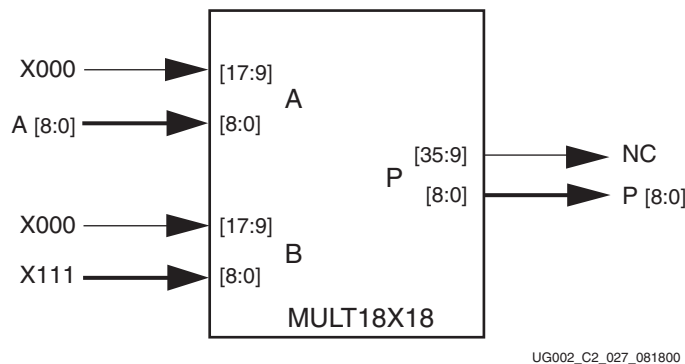 X000
[17:9]
A
A [8:0]
[8:0]
[35:9]
NC
P
[8:0]
P [8:0]
X000
[17:9]
B
X111
[8:0]
MULT18X18
UG002_C2_027_081800